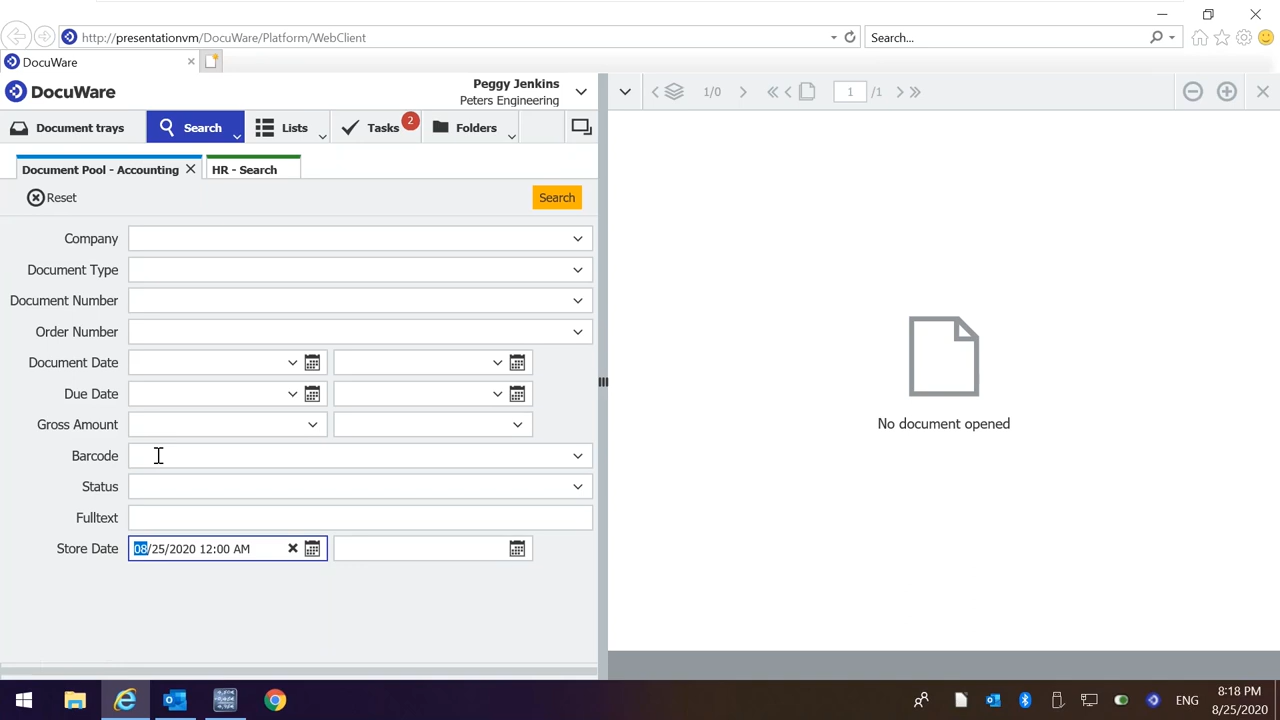 http://presentationvm/DocuWare/Platform/WebClient
Search...
DocuWare
DocuWare
Peggy Jenkins
Peters Engineering
1/0
1
/1
Document trays
Search
Lists
Tasks
2
Folders
Document Pool - Accounting
HR - Search
Reset
Search
Company
Document Type
Document Number
Order Number
Document Date
Due Date
Gross Amount
Barcode
Status
Fulltext
Store Date
08/25/2020 12:00 AM
No document opened
ENG
8:18 PM
8/25/2020